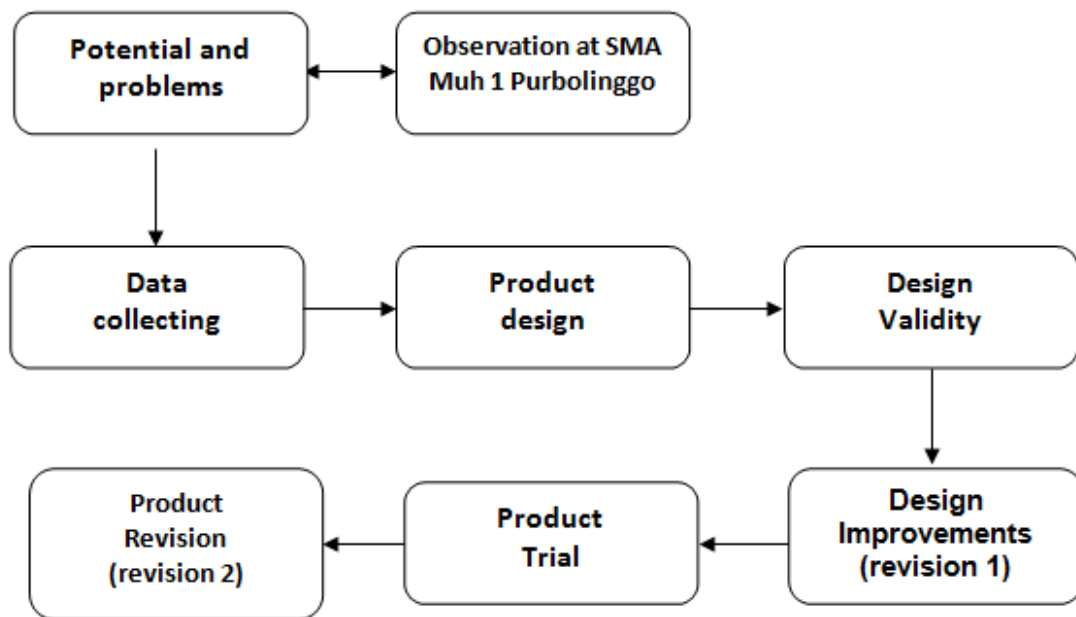 Potential and
problems
Observation at SMA
Muh 1 Purbolinggo
Data
collecting
Product
design
Design
Validity
Design
Improvements
(revision 1)
Product
Trial
Product
Revision
(revision 2)